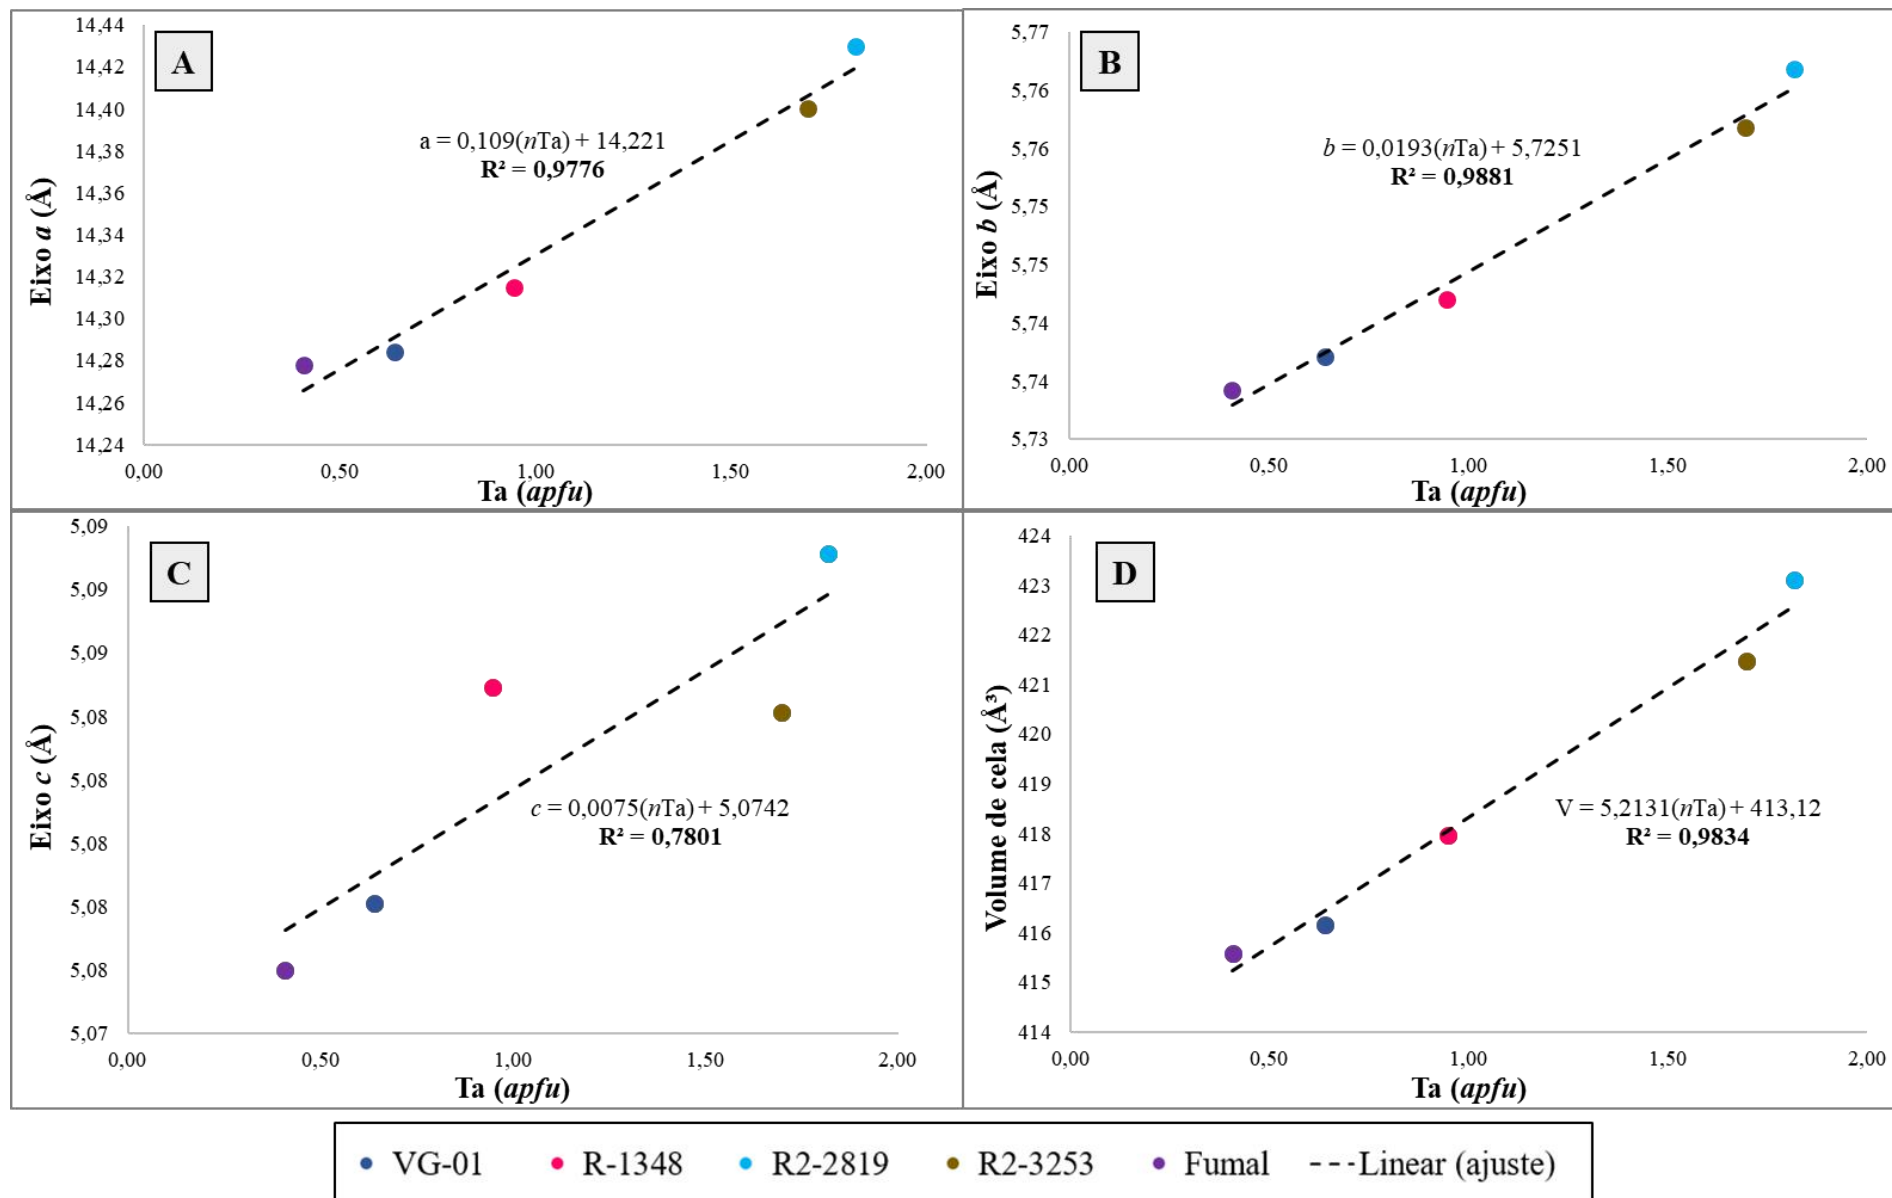 A
14,44
14,42
14,40
14,38
14,36
14,34
14,32
14,30
14,28
14,26
14,24
Eixo a (Å)
a = 0,109(nTa) + 14,221
R² = 0,9776
0,00 0,50 1,00 1,50 2,00
Ta (apfu)
B
5,77
5,76
5,76
5,75
5,75
5,74
5,74
5,73
Eixo b (Å)
b = 0,0193(nTa) + 5,7251
R² = 0,9881
0,00 0,50 1,00 1,50 2,00
Ta (apfu)
C
5,09
5,09
5,09
5,08
5,08
5,08
5,08
5,08
5,07
Eixo c (Å)
c = 0,0075(nTa) + 5,0742
R² = 0,7801
0,00 0,50 1,00 1,50 2,00
Ta (apfu)
D
424
423
422
421
420
419
418
417
416
415
414
Volume de cela (Å³)
V = 5,2131(nTa) + 413,12
R² = 0,9834
0,00 0,50 1,00 1,50 2,00
Ta (apfu)
VG-01 R-1348 R2-2819 R2-3253 Fumal Linear (ajuste)